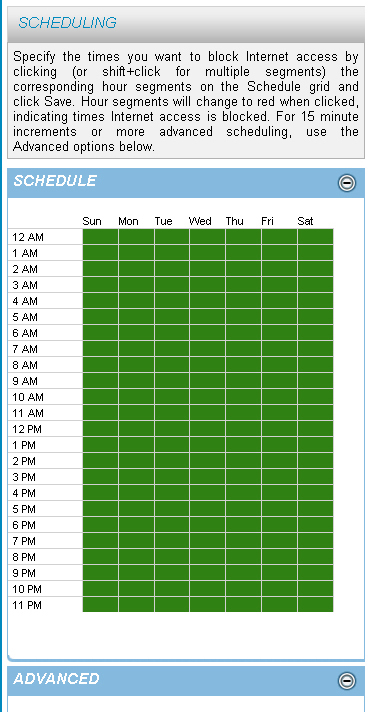 SCHEDULING
Specify the times you want to block Internet access by
clicking (or shift+click for multiple segments) the
corresponding hour segments on the Schedule grid and
click Save. Hour segments will change to red when clicked,
indicating times Internet access is blocked. For 15 minute
increments or more advanced scheduling, use the
Advanced options below.
SCHEDULE
Sun Mon Tue Wed Thu Fri Sat
12 AM
1 AM
2 AM
3 AM
4 AM
5 AM
6 AM
7 AM
8 AM
9 AM
10 AM
11 AM
12 PM
1 PM
2 PM
3 PM
4 PM
5 PM
6 PM
7 PM
8 PM
9 PM
10 PM
11 PM
ADVANCED